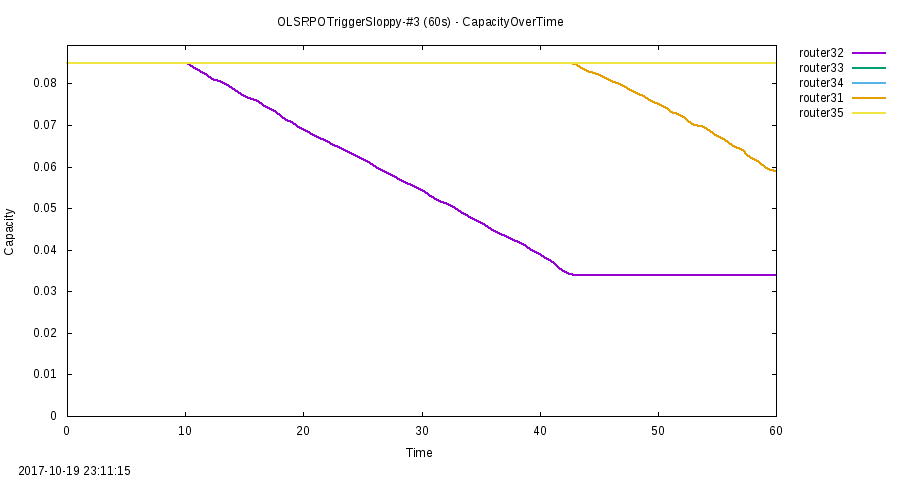 OLSRPOTriggerSloppy-#3 (60s) - CapacityOverTime
router32
router33
router34
router31
router35
0.08
0.07
0.06
0.05
0.04
0.03
0.02
0.01
0
Capacity
0 10 20 30 40 50 60
Time
2017-10-19 23:11:15